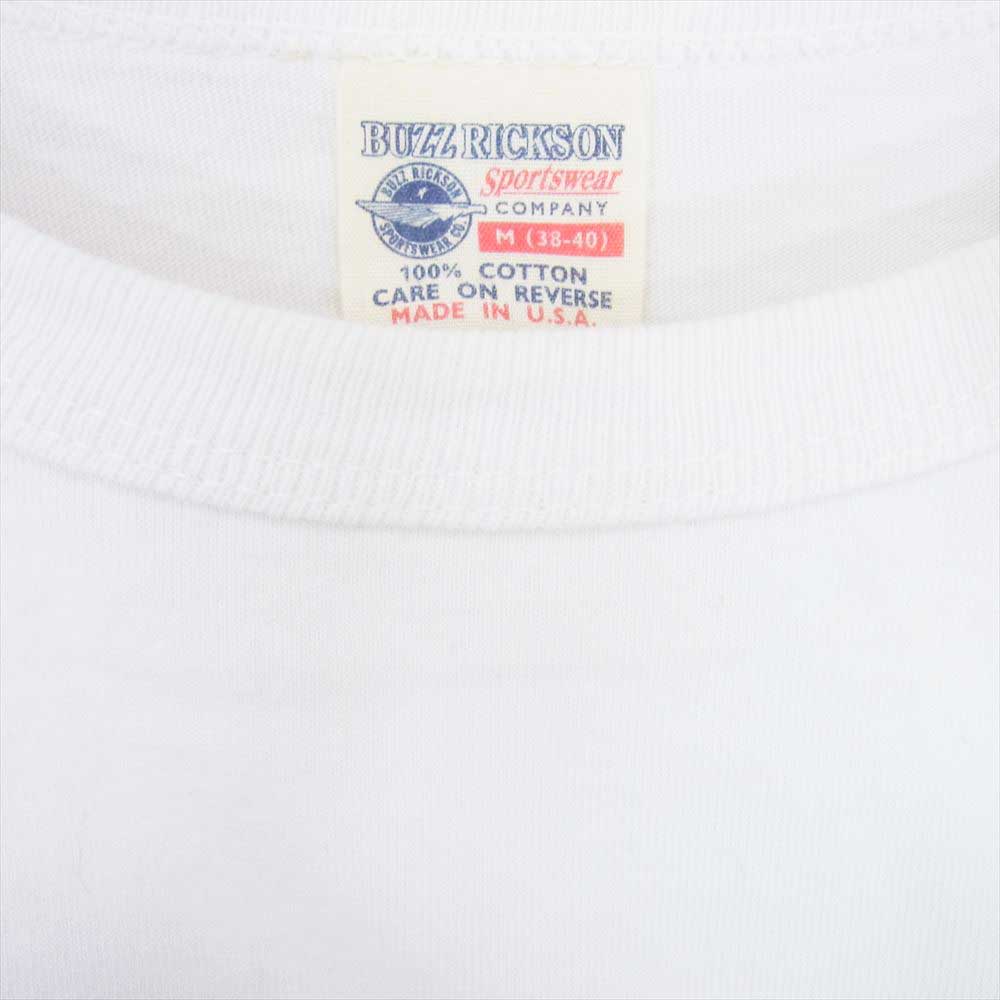 BUZZ RICKSON
BUZZ RICKSON
SPORTSWEAR CO.
Sportswear
COMPANY
M (38-40)
100% COTTON
CARE ON REVERSE
MADE IN U.S.A.